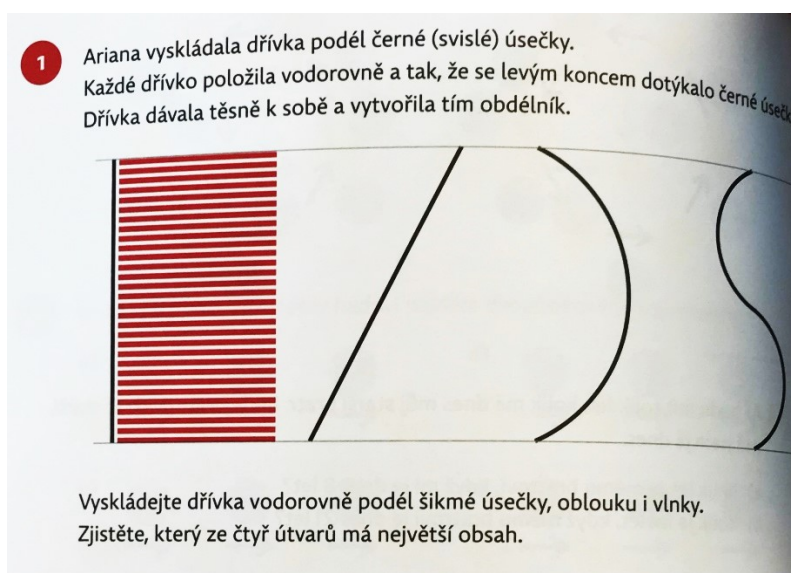 1
Ariana vyskládala dřívka podél černé (svislé) úsečky.
Každé dřívko položila vodorovně a tak, že se levým koncem dotýkalo černé
Dřívka dávala těsně k sobě a vytvořila tím obdélník.
Vyskládejte dřívka vodorovně podél šikmé úsečky, oblouku i vlnky.
Zjistěte, který ze čtyř útvarů má největší obsah.